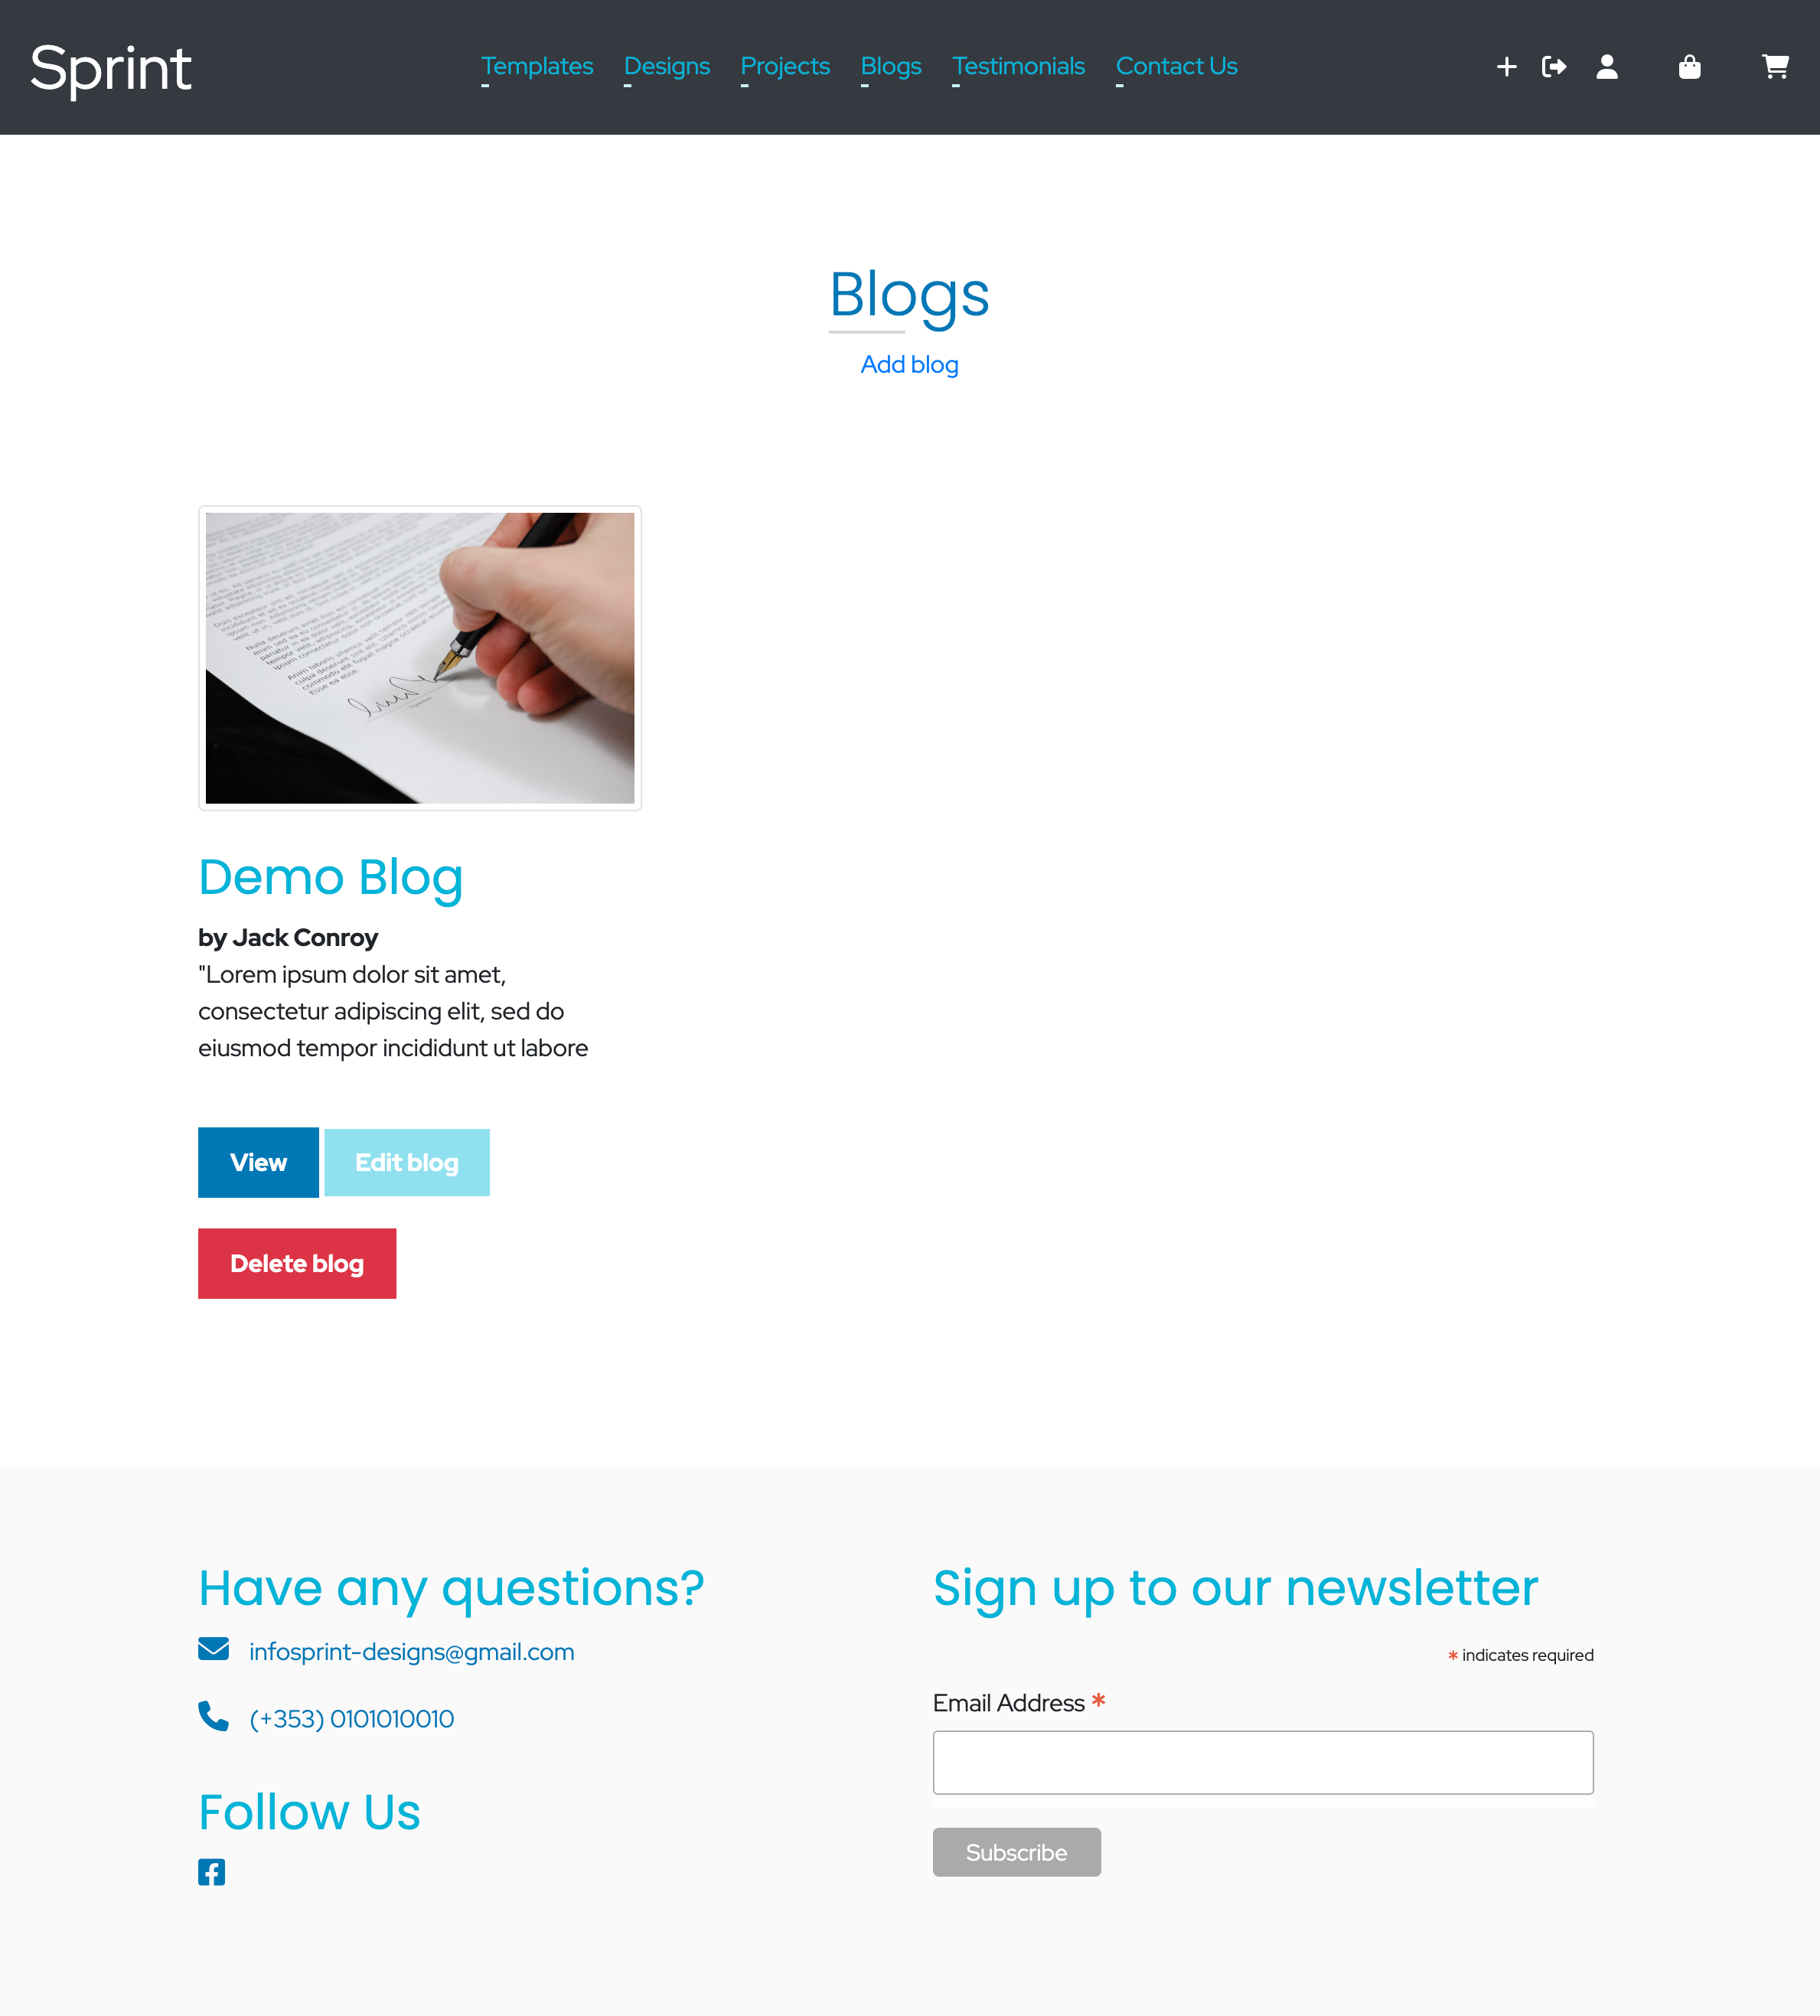 Sprint
Templates Designs Projects Blogs Testimonials Contact Us
Blogs
Add blog
Demo Blog
by Jack Conroy
"Lorem ipsum dolor sit amet,
consectetur adipiscing elit, sed do
eiusmod tempor incididunt ut labore
View Edit blog
Delete blog
Have any questions?
infosprint-designs@gmail.com
(+353) 0101010010
Follow Us
Sign up to our newsletter
* indicates required
Email Address *
Subscribe